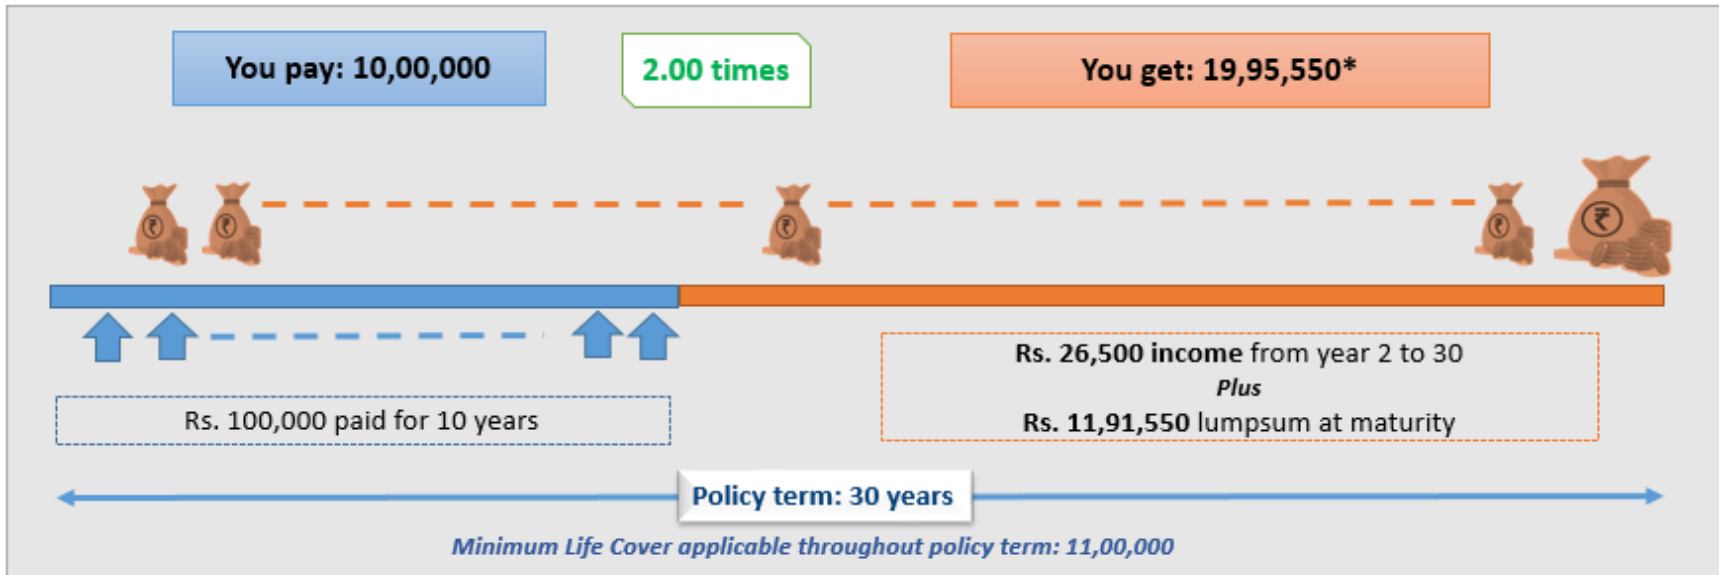 You pay: 10,00,000
2.00 times
You get: 19,95,550*
Rs. 100,000 paid for 10 years
Rs. 26,500 income from year 2 to 30
Plus
Rs. 11,91,550 lumpsum at maturity
Policy term: 30 years
Minimum Life Cover applicable throughout policy term: 11,00,000